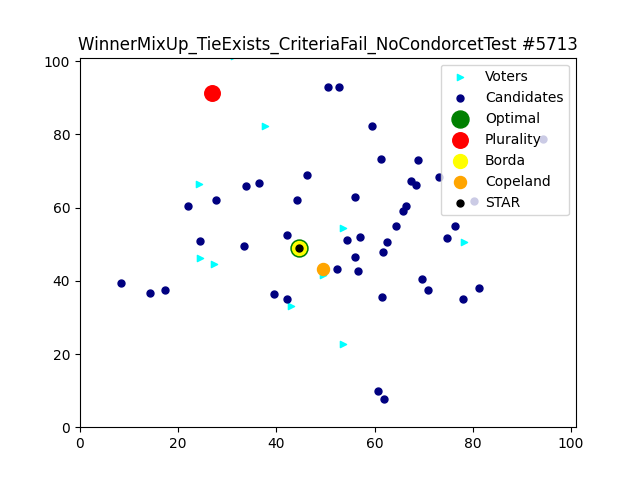 WinnerMixUp_TieExists_CriteriaFail_NoCondorcetTest #5713
100
80
60
40
20
0
0 20 40 60 80 100
Voters
Candidates
Optimal
Plurality
Borda
Copeland
STAR